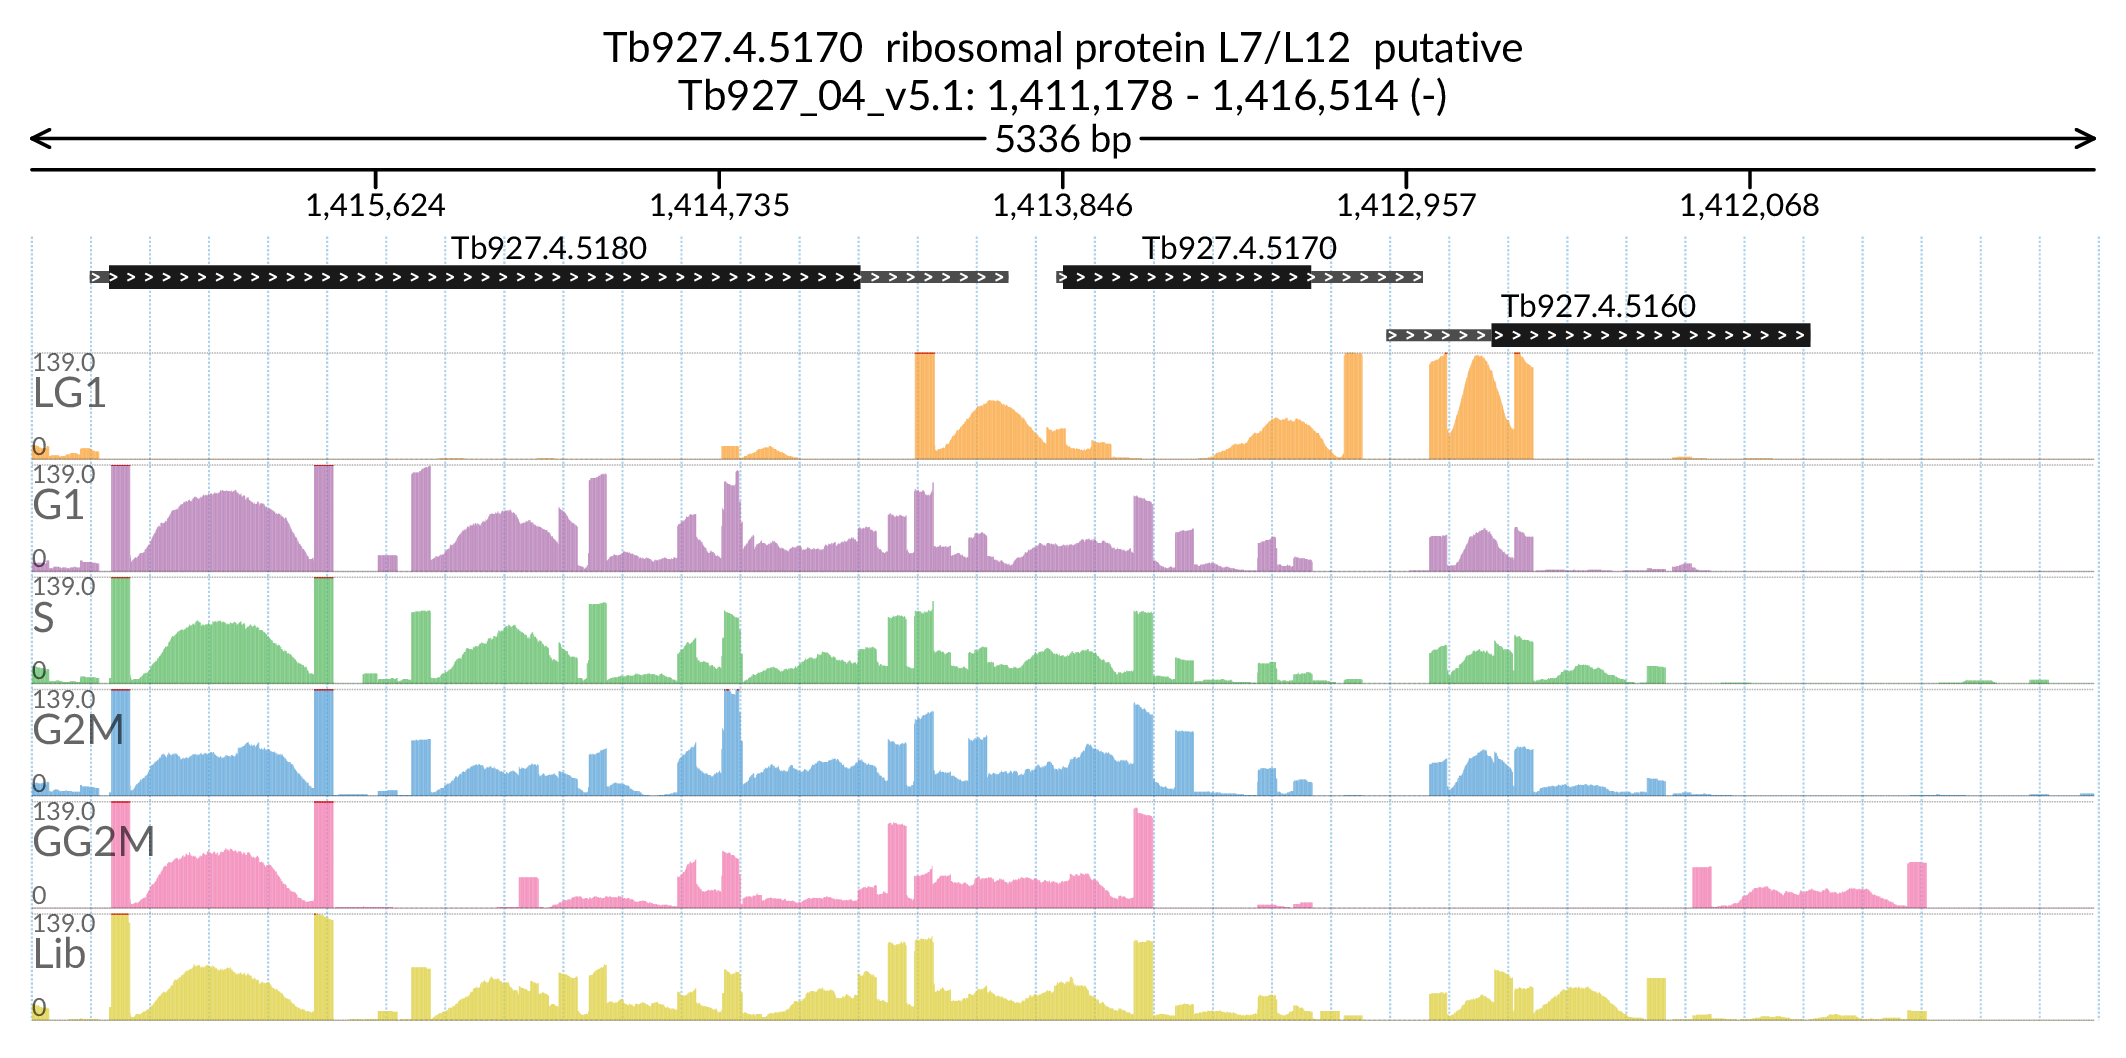 Tb927.4.5170  ribosomal protein L7/L12  putative
Tb927_04_v5.1: 1,411,178 - 1,416,514 (-)
5336 bp
1,415,624 1,414,735 1,413,846 1,412,957 1,412,068
Tb927.4.5180 Tb927.4.5170
Tb927.4.5160
139.0
LG1
0
139.0
G1
0
139.0
S
0
139.0
G2M
0
139.0
GG2M
0
139.0
Lib
0